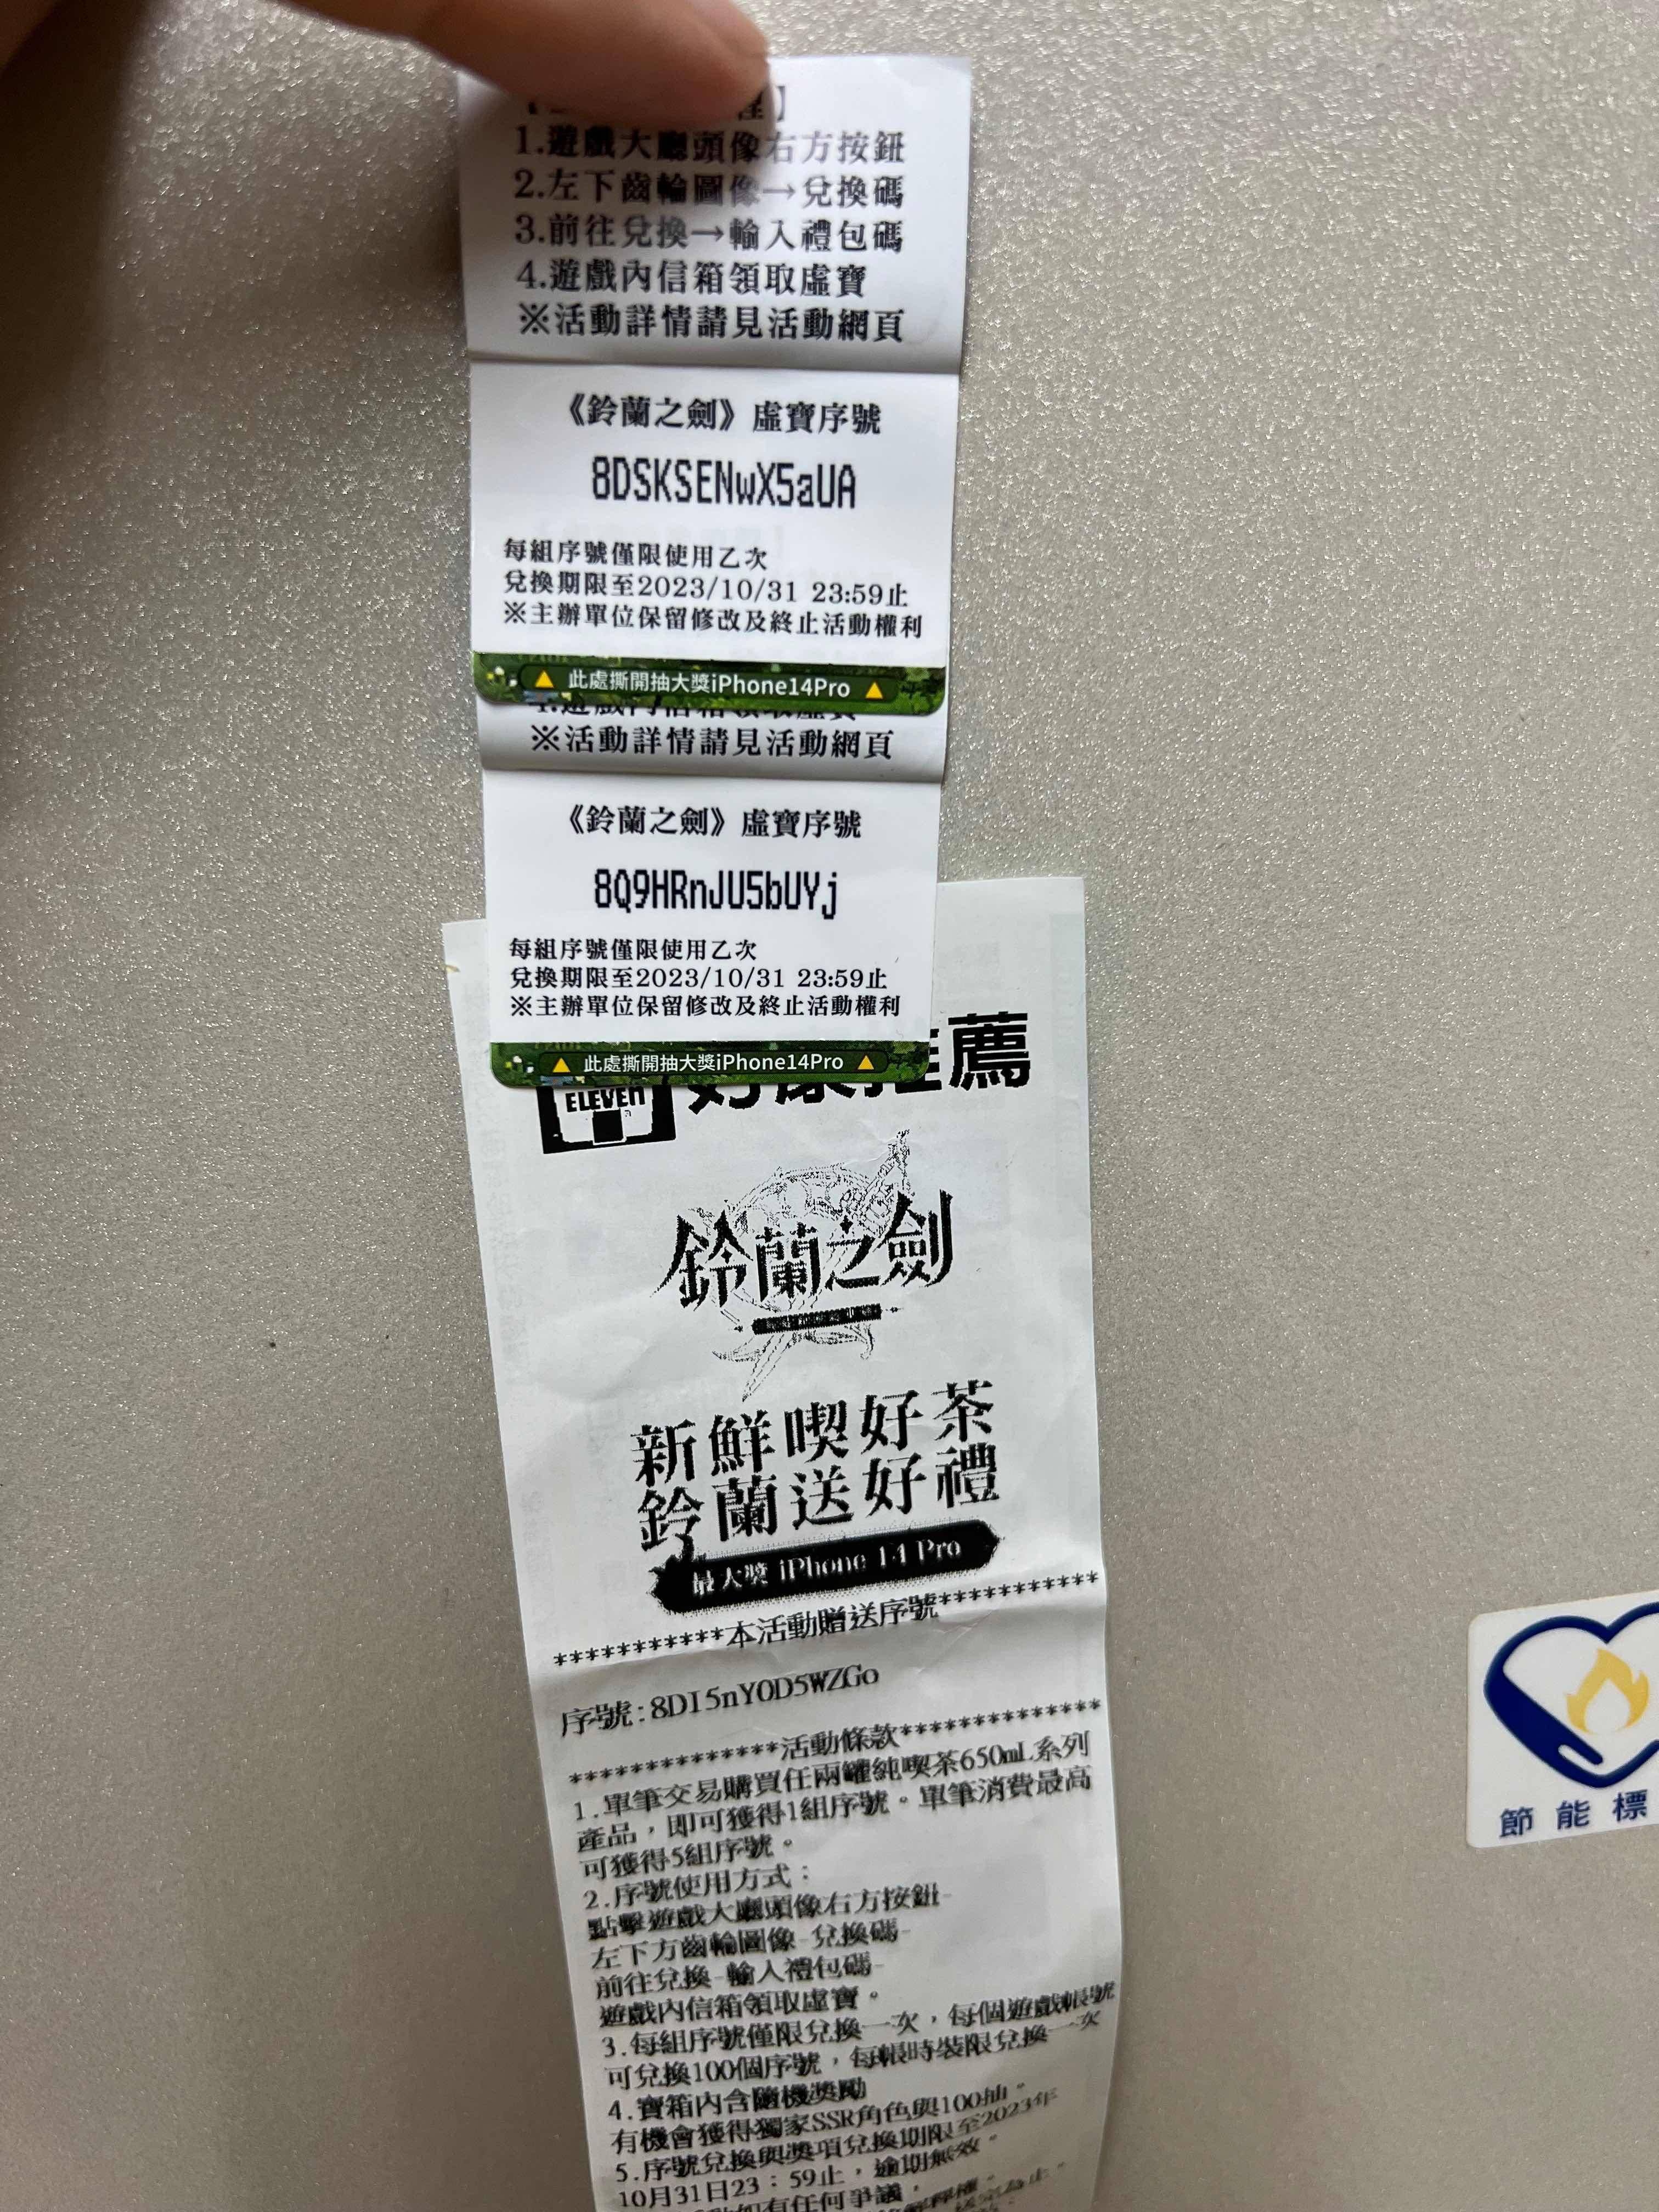 1.遊戲大廳頭像右方按鈕
2.左下齒輪圖像→兌換碼
3.前往兌換→輸入禮包碼
4.遊戲內信箱領取虛寶
※活動詳情請見活動網頁
《鈴蘭之劍》虛寶序號
8DSKSENwX5aUA
每組序號僅限使用乙次
兌換期限至2023/10/31 23:59止
※主辦單位保留修改及終止活動權利
此處撕開抽大獎iPhone14Pro
※活動詳情請見活動網頁
《鈴蘭之劍》虛寶序號
8Q9HRnJU5bUYj
每組序號僅限使用乙次
兌換期限至2023/10/31 23:59止
※主辦單位保留修改及終止活動權利
此處撕開抽大獎iPhone14Pro
ELEVEn 好康推薦
鈴蘭之劍
新鮮喫好茶
鈴蘭送好禮
最大獎 iPhone 14 Pro
***********本活動贈送序號***********
序號:8DI5nYOD5WZGo
*************活動條款*************
1.單筆交易購買任兩罐純喫茶650mL系列
產品，即可獲得1組序號。單筆消費最高
可獲得5組序號。
2.序號使用方式：
點擊遊戲大廳頭像右方按鈕-
左下方齒輪圖像-兌換碼-
前往兌換-輸入禮包碼-
遊戲內信箱領取虛寶。
3.每組序號僅限兌換一次，每個遊戲帳號
可兌換100個序號，每帳時裝限兌換一次
4.寶箱內含隨機獎勵
有機會獲得獨家SSR角色與100抽。
5.序號兌換與獎項兌換期限至2023年
10月31日23：59止，逾期無效。
如有任何爭議，
節能標